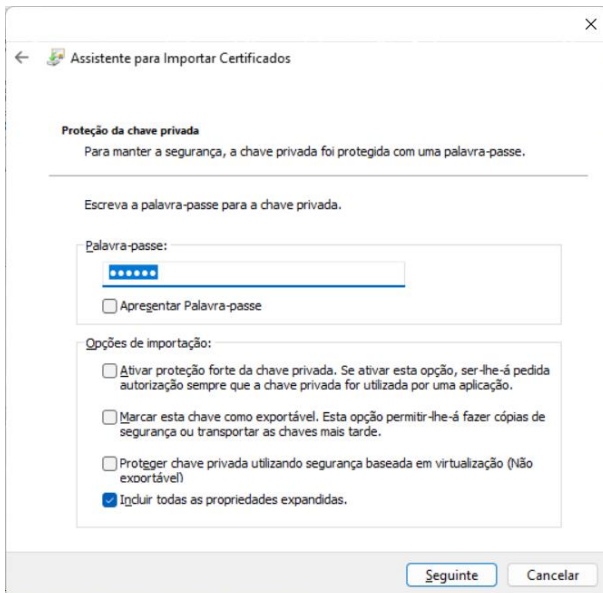 Assistente para Importar Certificados
Proteção da chave privada
Para manter a segurança, a chave privada foi protegida com uma palavra-passe.
Escreva a palavra-passe para a chave privada.
Palavra-passe:
••••••
Apresentar Palavra-passe
Opções de importação:
Ativar proteção forte da chave privada. Se ativar esta opção, ser-lhe-á pedida
autorização sempre que a chave privada for utilizada por uma aplicação.
Marcar esta chave como exportável. Esta opção permitir-lhe-á fazer cópias de
segurança ou transportar as chaves mais tarde.
Proteger chave privada utilizando segurança baseada em virtualização (Não
exportável)
Incluir todas as propriedades expandidas.
Seguinte
Cancelar